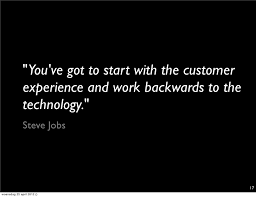 "You've got to start with the customer
experience and work backwards to the
technology."
Steve Jobs
17